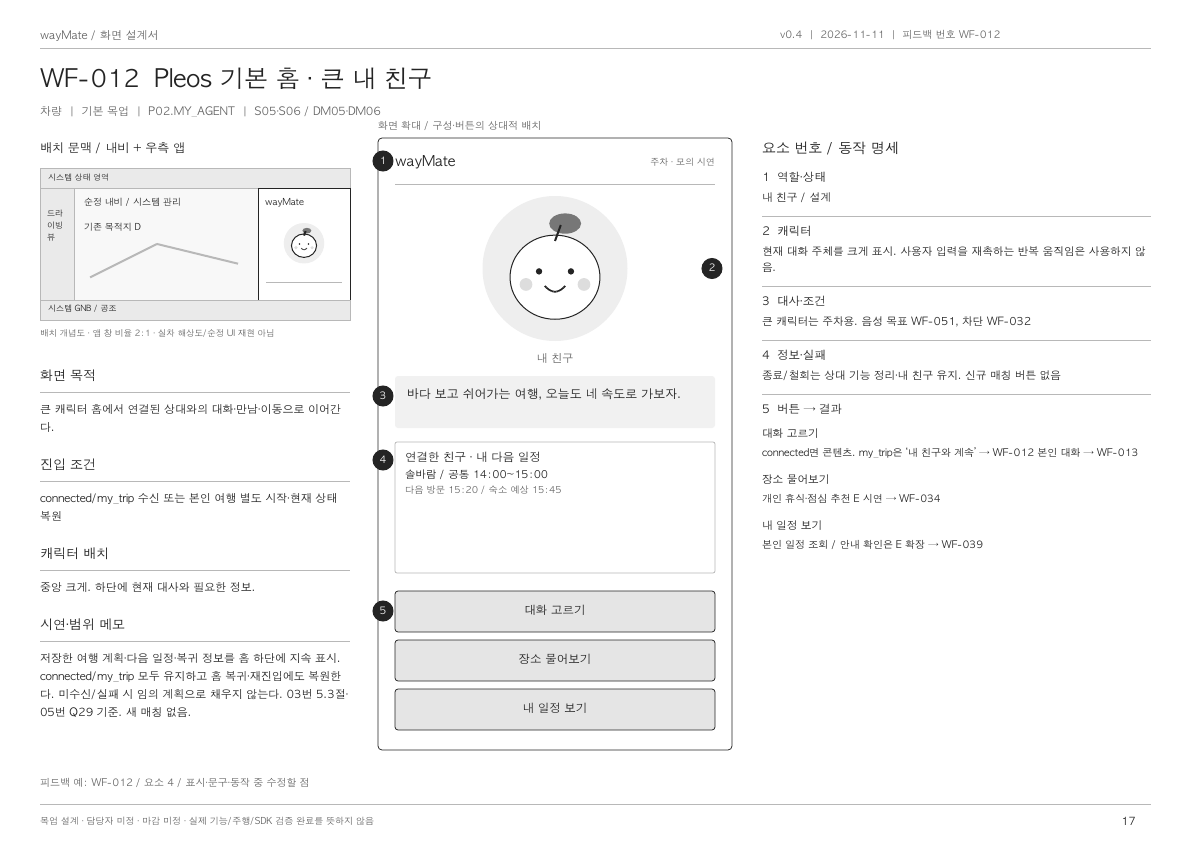 wayMate / 화면 설계서
v0.4 | 2026-11-11 | 피드백 번호 WF-012
WF-012 Pleos 기본 홈 · 큰 내 친구
차량 | 기본 목업 | P02.MY_AGENT | S05·S06 / DM05·DM06
배치 문맥 / 내비 + 우측 앱
시스템 상태 영역
드라
이빙
뷰
순정 내비 / 시스템 관리
기존 목적지 D
wayMate
시스템 GNB / 공조
배치 개념도 · 앱 창 비율 2:1 · 실차 해상도/순정 UI 재현 아님
화면 목적
큰 캐릭터 홈에서 연결된 상대와의 대화·만남·이동으로 이어간
다.
진입 조건
connected/my_trip 수신 또는 본인 여행 별도 시작·현재 상태
복원
캐릭터 배치
중앙 크게. 하단에 현재 대사와 필요한 정보.
시연·범위 메모
저장한 여행 계획·다음 일정·복귀 정보를 홈 하단에 지속 표시.
connected/my_trip 모두 유지하고 홈 복귀·재진입에도 복원한
다. 미수신/실패 시 임의 계획으로 채우지 않는다. 03번 5.3절·
05번 Q29 기준. 새 매칭 없음.
화면 확대 / 구성·버튼의 상대적 배치
1
wayMate
주차 · 모의 시연
2
내 친구
3
바다 보고 쉬어가는 여행, 오늘도 네 속도로 가보자.
4
연결한 친구 · 내 다음 일정
솔바람 / 공통 14:00~15:00
다음 방문 15:20 / 숙소 예상 15:45
5
대화 고르기
장소 물어보기
내 일정 보기
요소 번호 / 동작 명세
1 역할·상태
내 친구 / 설계
2 캐릭터
현재 대화 주체를 크게 표시. 사용자 입력을 재촉하는 반복 움직임은 사용하지 않
음.
3 대사·조건
큰 캐릭터는 주차용. 음성 목표 WF-051, 차단 WF-032
4 정보·실패
종료/철회는 상대 기능 정리·내 친구 유지. 신규 매칭 버튼 없음
5 버튼 → 결과
대화 고르기
connected면 콘텐츠. my_trip은 '내 친구와 계속' → WF-012 본인 대화 → WF-013
장소 물어보기
개인 휴식·점심 추천 E 시연 → WF-034
내 일정 보기
본인 일정 조회 / 안내 확인은 E 확장 → WF-039
피드백 예: WF-012 / 요소 4 / 표시·문구·동작 중 수정할 점
목업 설계 · 담당자 미정 · 마감 미정 · 실제 기능/주행/SDK 검증 완료를 뜻하지 않음
17